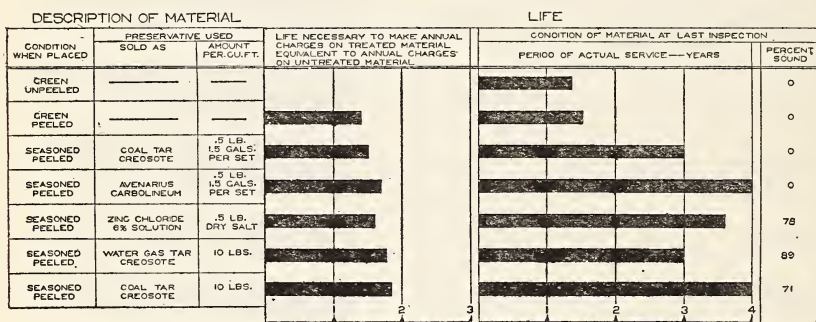 DESCRIPTION OF MATERIAL
LIFE
CONDITION WHEN PLACED
PRESERVATIVE USED
SOLD AS
AMOUNT PER.CU.FT.
LIFE NECESSARY TO MAKE ANNUAL
CHARGES ON TREATED MATERIAL
EQUIVALENT TO ANNUAL CHARGES
ON UNTREATED MATERIAL
CONDITION OF MATERIAL AT LAST INSPECTION
PERIOD OF ACTUAL SERVICE — YEARS
PERCENT SOUND
GREEN UNPEELED
0
GREEN PEELED
0
SEASONED PEELED
COAL TAR CREOSOTE
.5 LB. 1.5 GALS. PER SET
0
SEASONED PEELED
AVENARIUS CARBOLINEUM
.5 LB. 1.5 GALS. PER SET
0
SEASONED PEELED
ZINC CHLORIDE 6% SOLUTION
.5 LB. DRY SALT
78
SEASONED PEELED
WATER GAS TAR CREOSOTE
10 LBS.
89
SEASONED PEELED
COAL TAR CREOSOTE
10 LBS.
71
1 2 3
1 2 3 4